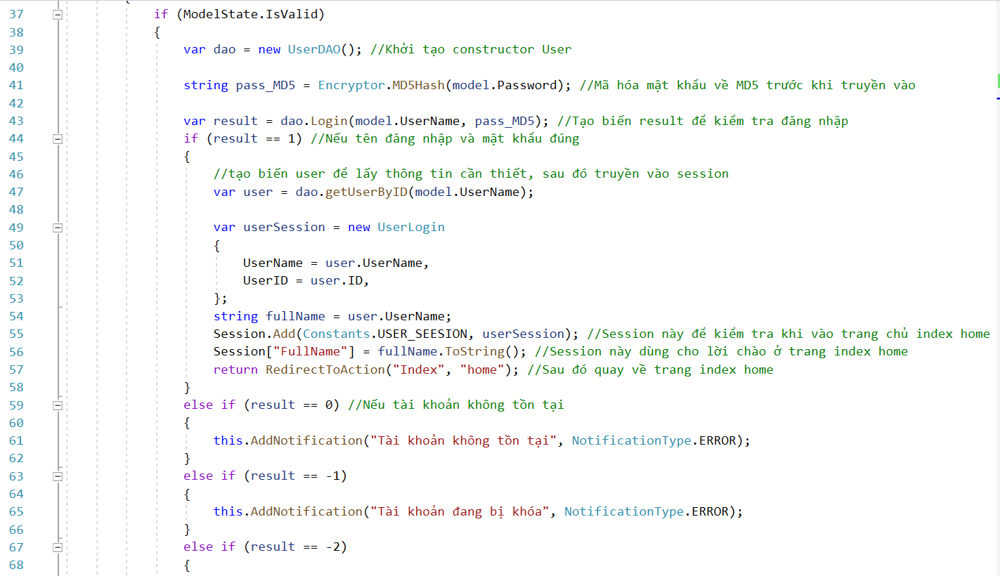 37 if (ModelState.IsValid)
38 {
39 var dao = new UserDAO(); //Khởi tạo constructor User
40
41 string pass_MD5 = Encryptor.MD5Hash(model.Password); //Mã hóa mật khẩu về MD5 trước khi truyền vào
42
43 var result = dao.Login(model.UserName, pass_MD5); //Tạo biến result để kiểm tra đăng nhập
44 if (result == 1) //Nếu tên đăng nhập và mật khẩu đúng
45 {
46 //tạo biến user để lấy thông tin cần thiết, sau đó truyền vào session
47 var user = dao.getUserByID(model.UserName);
48
49 var userSession = new UserLogin
50 {
51 UserName = user.UserName,
52 UserID = user.ID,
53 };
54 string fullName = user.UserName;
55 Session.Add(Constants.USER_SEESION, userSession); //Session này để kiểm tra khi vào trang chủ index home
56 Session["FullName"] = fullName.ToString(); //Session này dùng cho lời chào ở trang index home
57 return RedirectToAction("Index", "home"); //Sau đó quay về trang index home
58 }
59 else if (result == 0) //Nếu tài khoản không tồn tại
60 {
61 this.AddNotification("Tài khoản không tồn tại", NotificationType.ERROR);
62 }
63 else if (result == -1)
64 {
65 this.AddNotification("Tài khoản đang bị khóa", NotificationType.ERROR);
66 }
67 else if (result == -2)
68 {